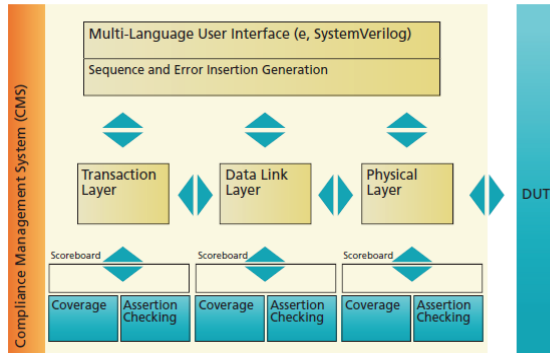 Compliance Management System (CMS)
Multi-Language User Interface (e, SystemVerilog)
Sequence and Error Insertion Generation
Transaction
Layer
Data Link
Layer
Physical
Layer
DUT
Scoreboard
Scoreboard
Scoreboard
Coverage
Assertion
Checking
Coverage
Assertion
Checking
Coverage
Assertion
Checking